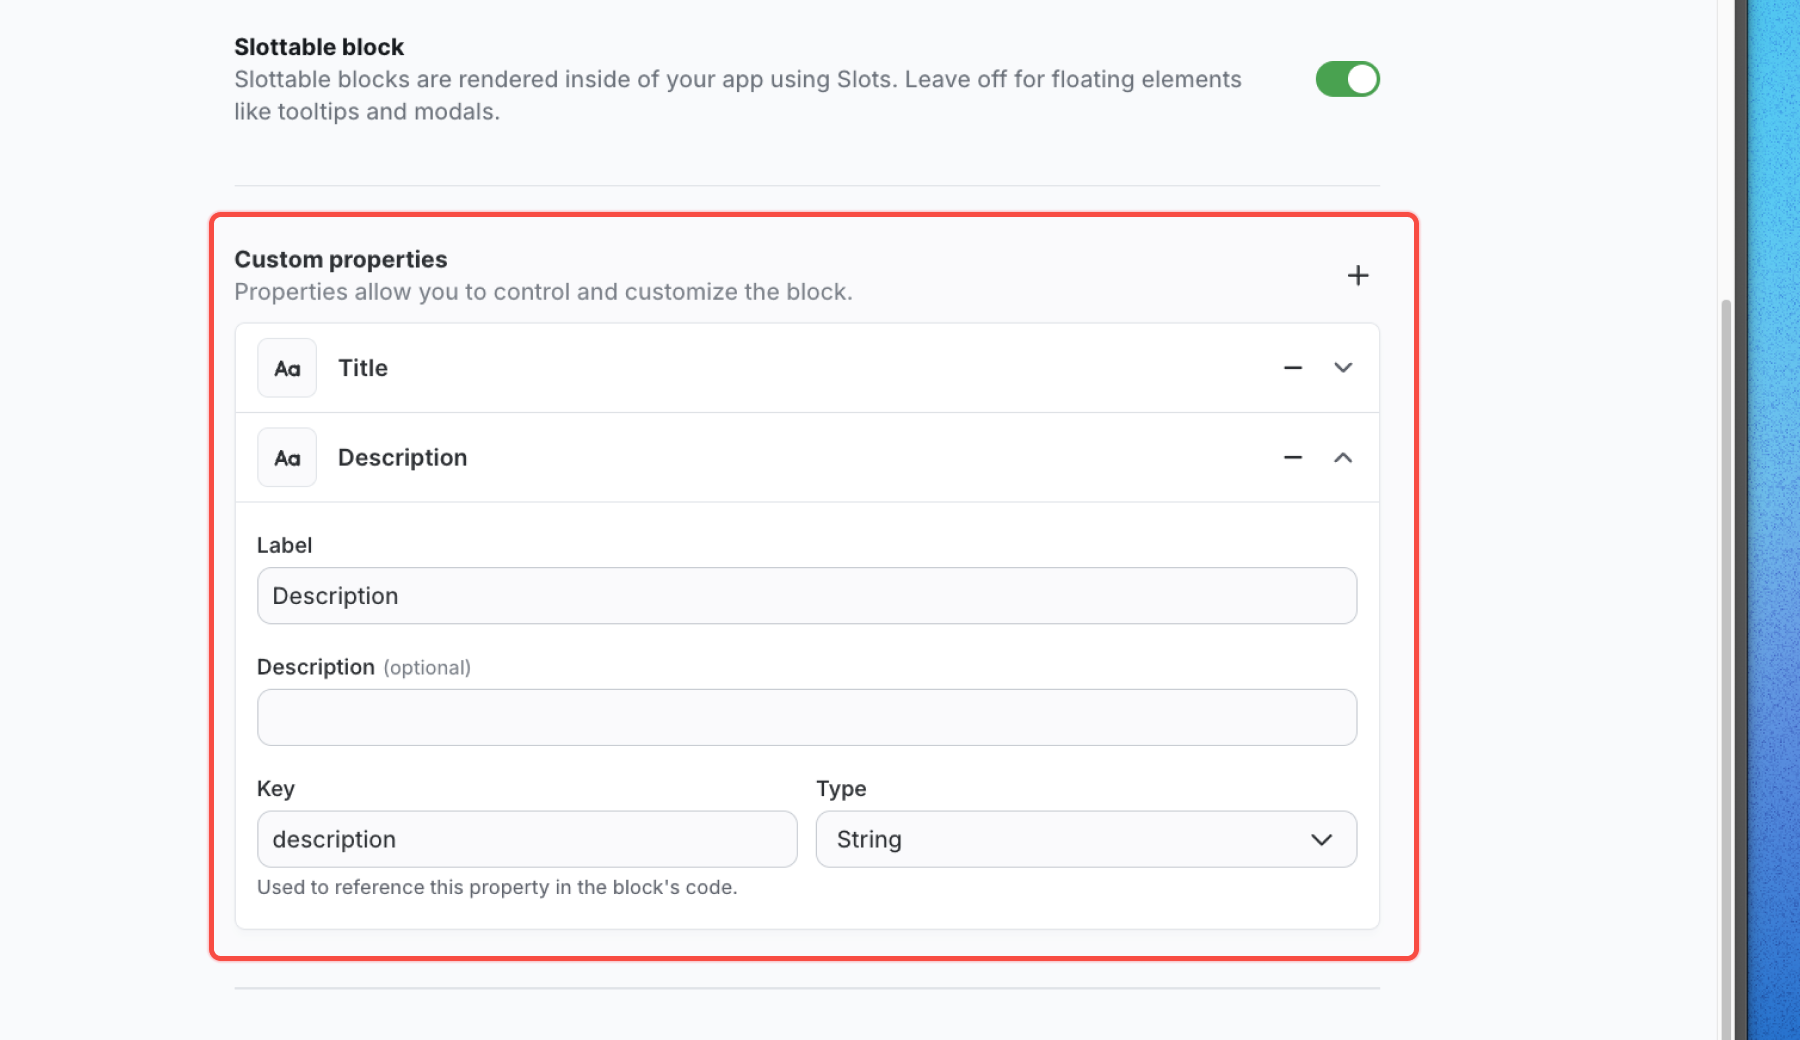 Slottable block
Slottable blocks are rendered inside of your app using Slots. Leave off for floating elements
like tooltips and modals.
Custom properties
Properties allow you to control and customize the block.
Aa Title
Aa Description
Label
Description
Description (optional)
Key Type
description String
Used to reference this property in the block's code.